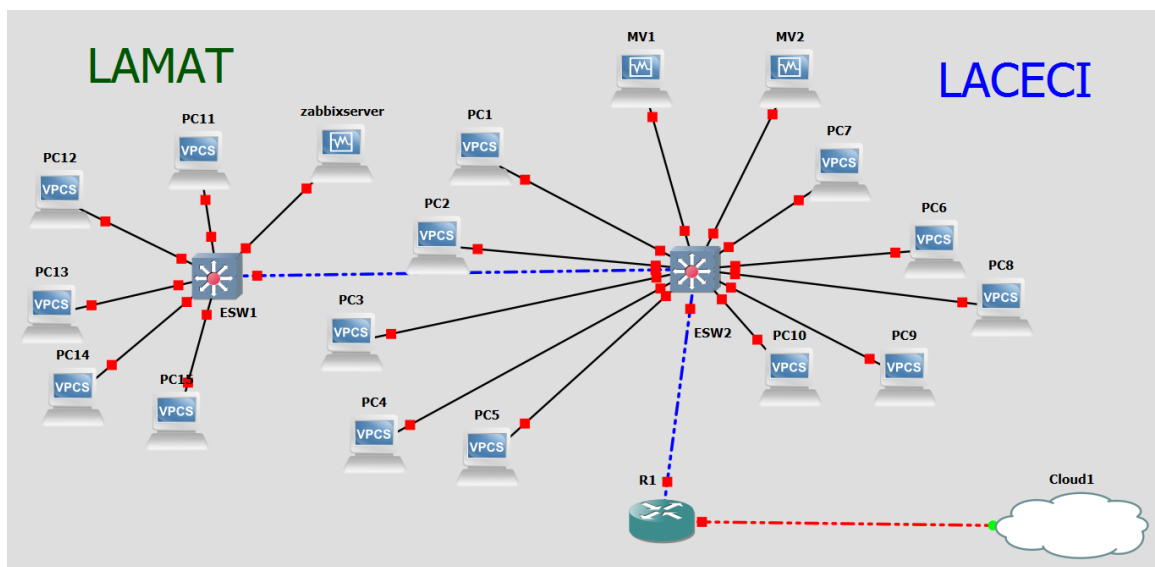 LAMAT
LACECI
MV1
MV2
PC11
zabbixserver
PC1
PC7
PC12
VPCS
VPCS
VPCS
VPCS
PC2
PC6
VPCS
VPCS
PC13
PC8
VPCS
ESW1
PC3
ESW2
VPCS
VPCS
PC14
PC15
PC10
PC9
VPCS
VPCS
VPCS
VPCS
PC4
PC5
VPCS
VPCS
R1
Cloud1